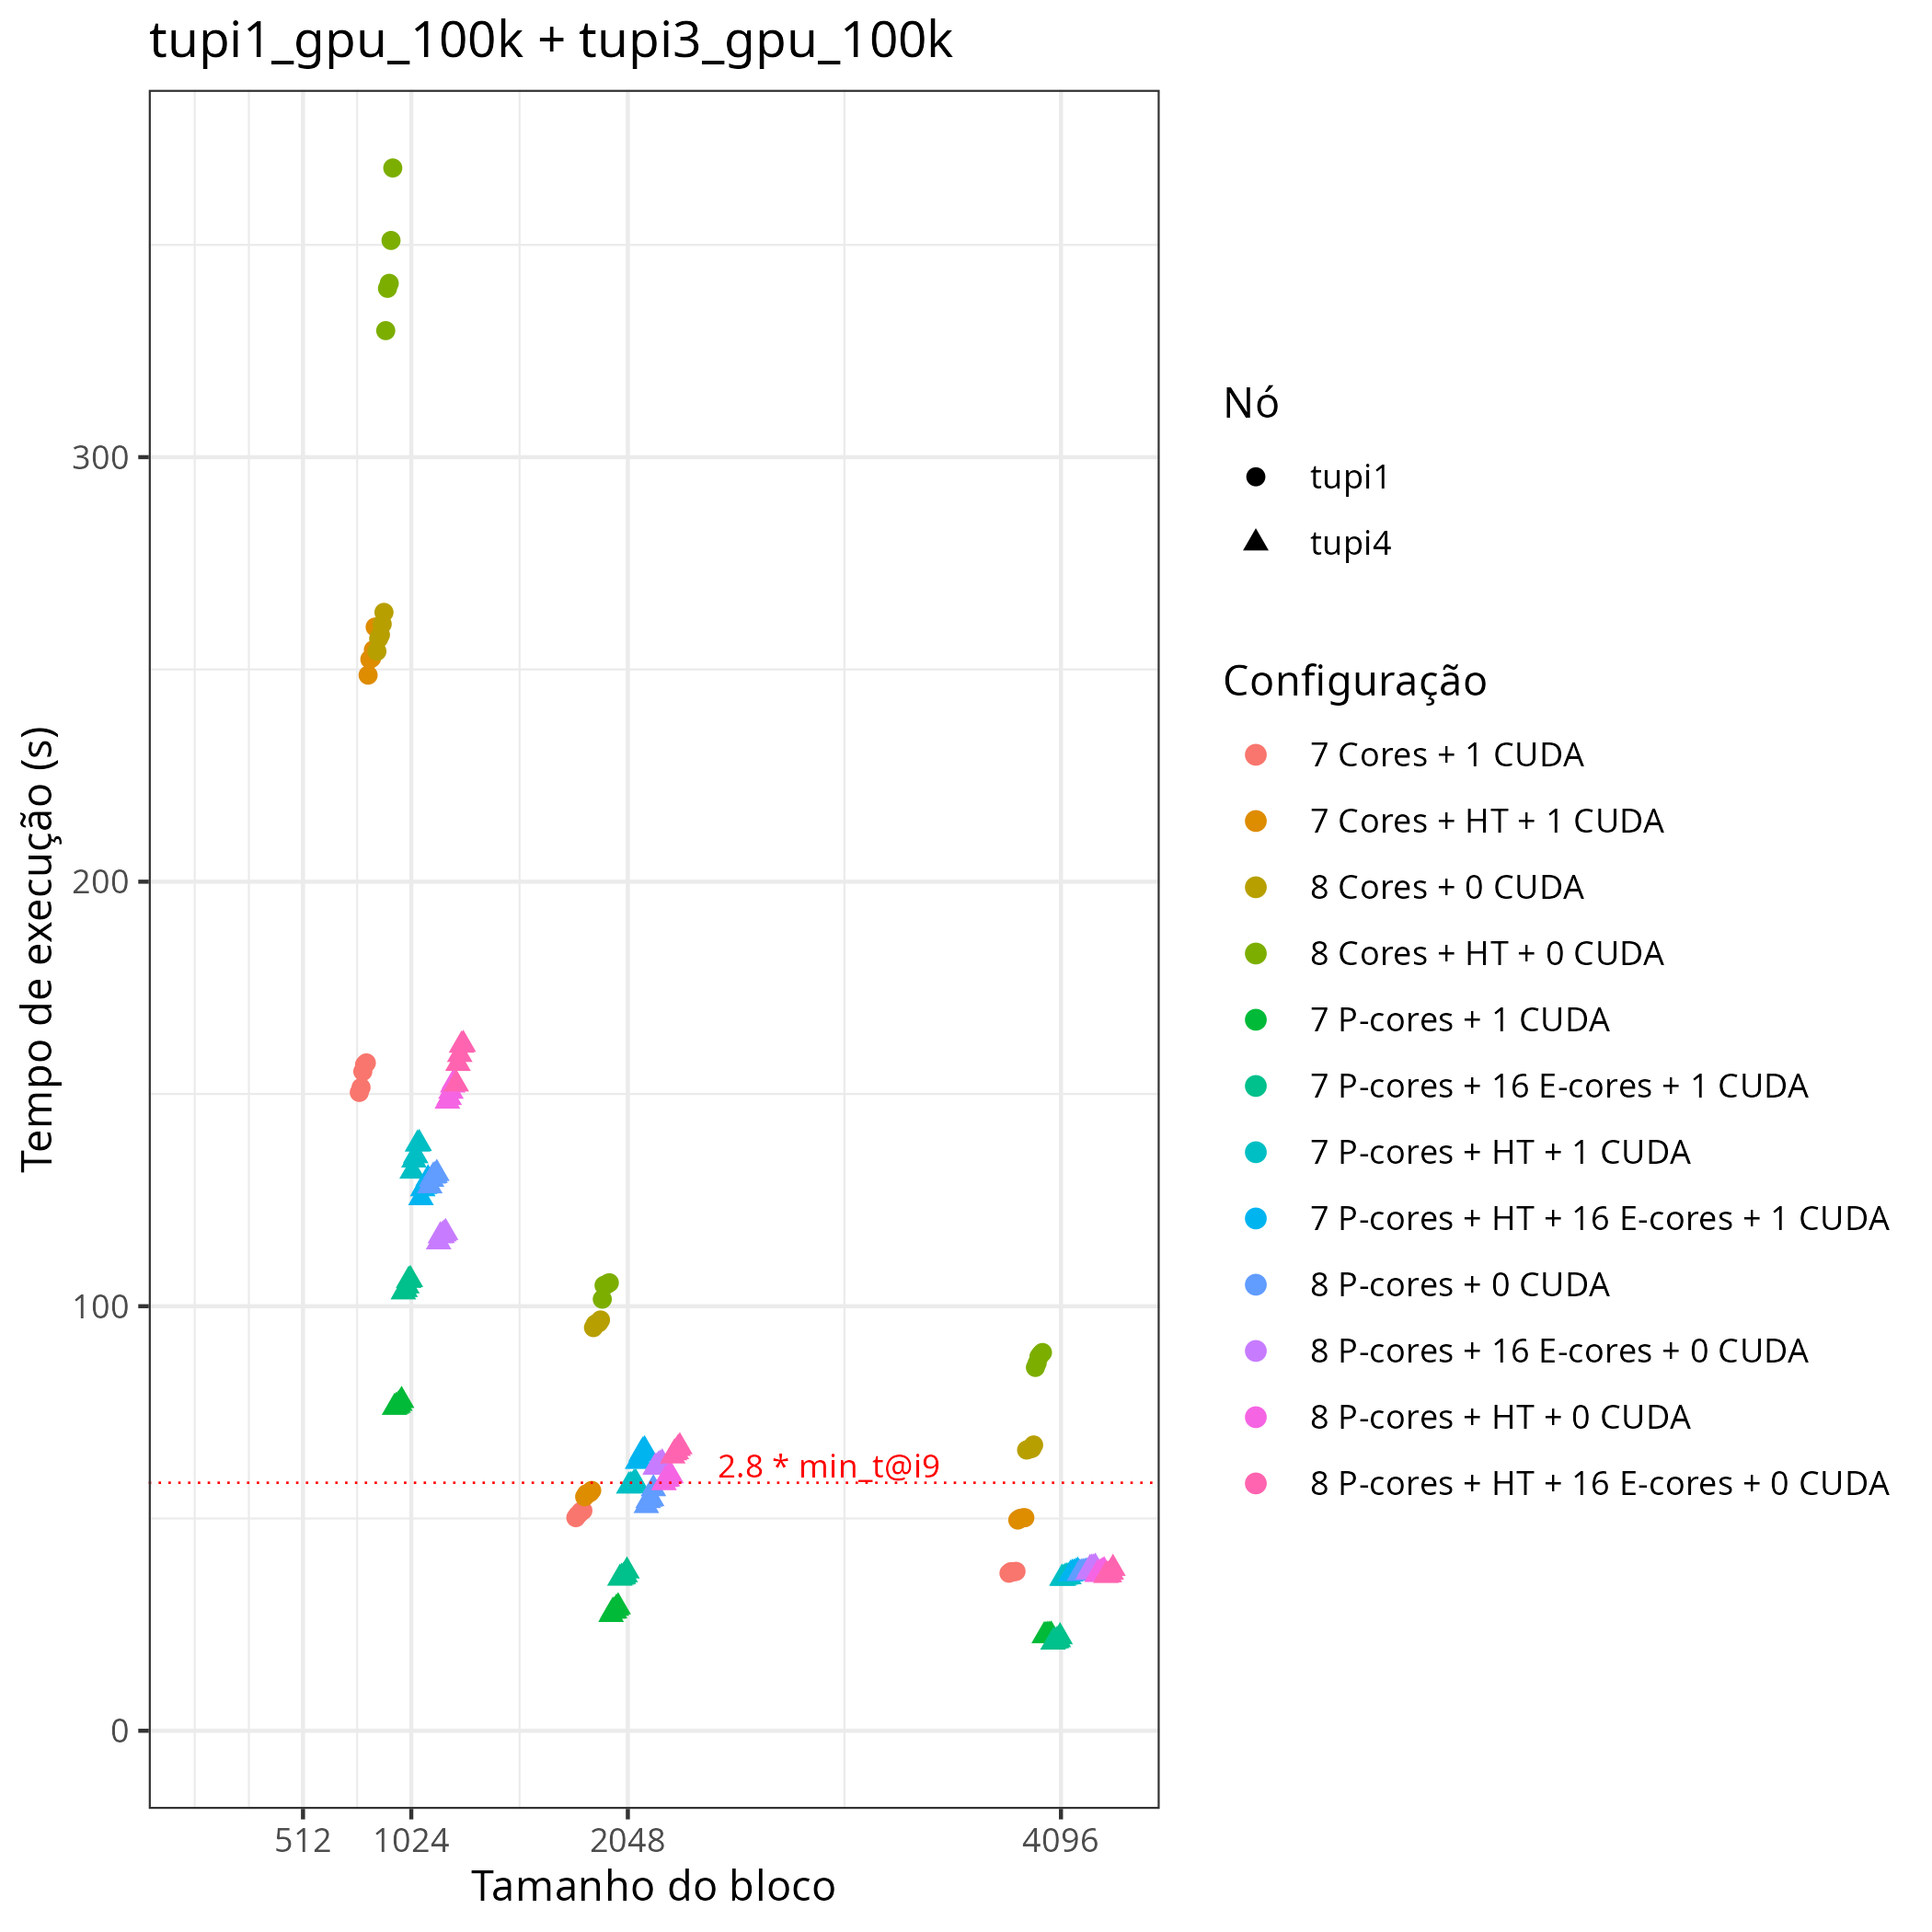 tupi1_gpu_100k + tupi3_gpu_100k
Tempo de execução (s)
300
200
100
0
2.8 * min_t@i9
512
1024
2048
4096
Tamanho do bloco
Nó
tupi1
tupi4
Configuração
7 Cores + 1 CUDA
7 Cores + HT + 1 CUDA
8 Cores + 0 CUDA
8 Cores + HT + 0 CUDA
7 P-cores + 1 CUDA
7 P-cores + 16 E-cores + 1 CUDA
7 P-cores + HT + 1 CUDA
7 P-cores + HT + 16 E-cores + 1 CUDA
8 P-cores + 0 CUDA
8 P-cores + 16 E-cores + 0 CUDA
8 P-cores + HT + 0 CUDA
8 P-cores + HT + 16 E-cores + 0 CUDA